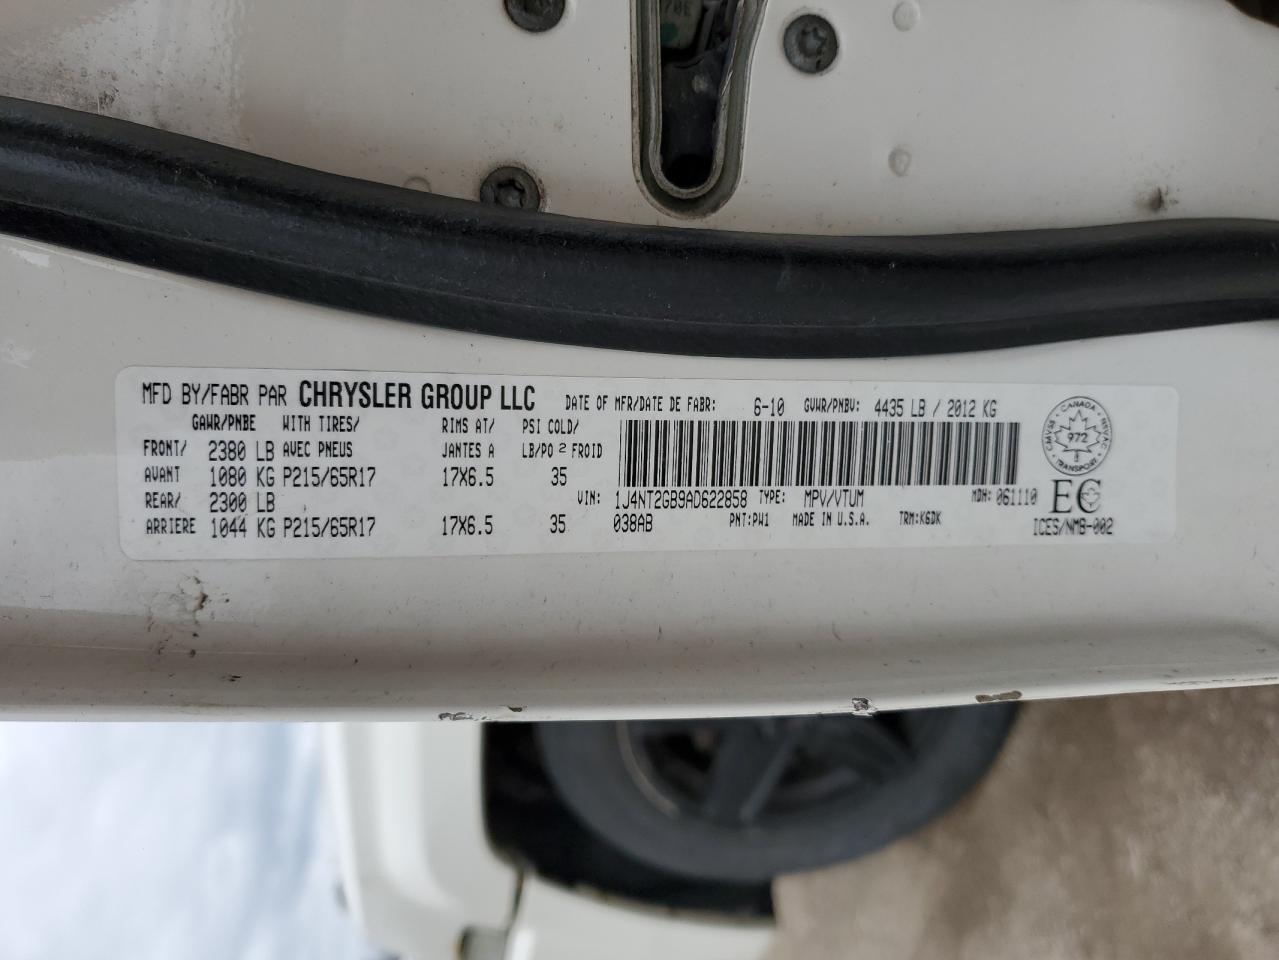 MFD BY/FABR PAR CHRYSLER GROUP LLC DATE OF MFR/DATE DE FABR: 6-10 GVWR/PNBV: 4435 LB / 2012 KG
GAWR/PNBE WITH TIRES/ RIMS AT/ PSI COLD/
FRONT/ 2380 LB AVEC PNEUS JANTES A LB/PO 2 FROID
AVANT 1080 KG P215/65R17 17X6.5 35
REAR/ 2300 LB VIN: 1J4NT2GB9AD622858 TYPE: MPV/VTUM MDH: 061110
ARRIERE 1044 KG P215/65R17 17X6.5 35 038AB PNT:PW1 MADE IN U.S.A. TRM:K6DK
CANADA
CMVSS NSVAC
972
TRANSPORT
EC
ICES/NMB-002